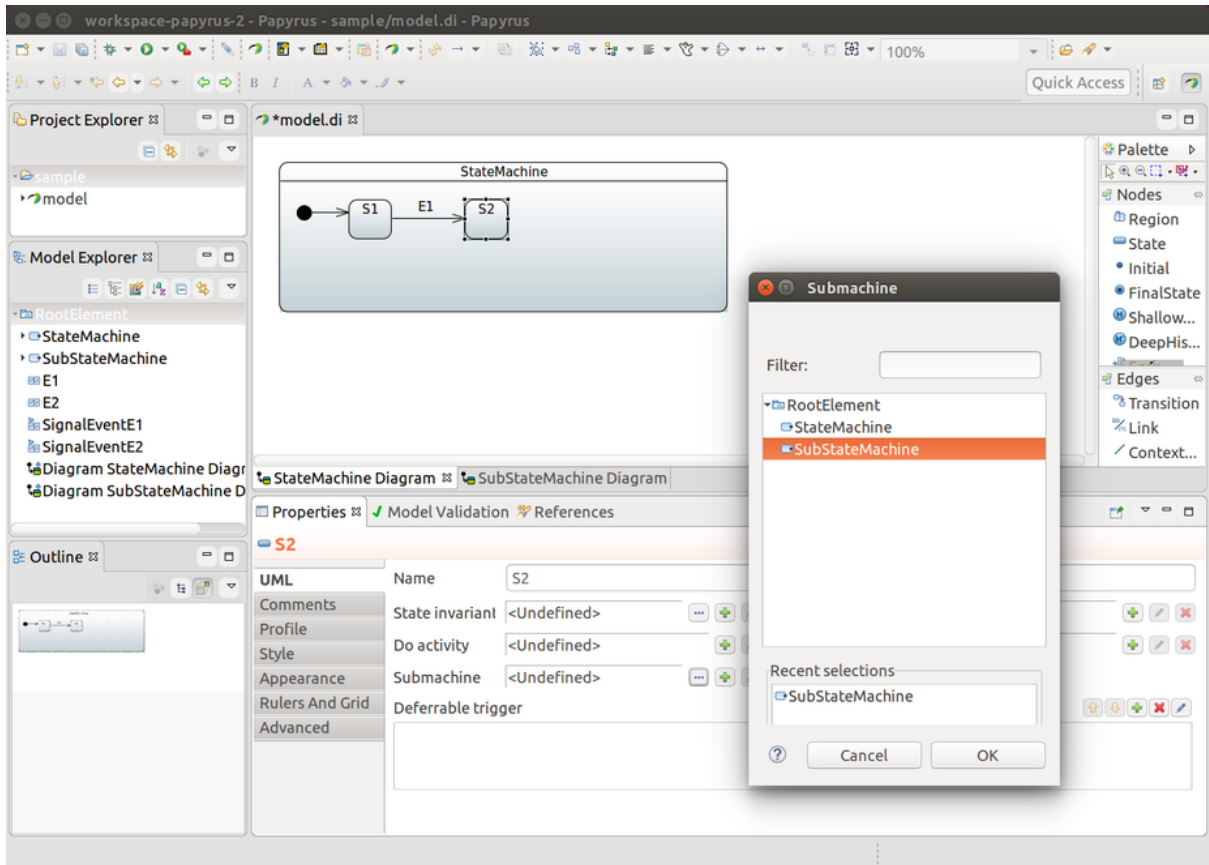 workspace-papyrus-2 - Papyrus - sample/model.di - Papyrus
100%
B I A
Quick Access
Project Explorer
sample
model
Model Explorer
RootElement
StateMachine
SubStateMachine
E1
E2
SignalEventE1
SignalEventE2
Diagram StateMachine Diagr
Diagram SubStateMachine D
Outline
*model.di
StateMachine
S1
E1
S2
StateMachine Diagram
SubStateMachine Diagram
Palette
Nodes
Region
State
Initial
FinalState
Shallow...
DeepHis...
Edges
Transition
Link
Context...
Properties
Model Validation
References
S2
UML
Comments
Profile
Style
Appearance
Rulers And Grid
Advanced
Name S2
State invariant <Undefined>
Do activity <Undefined>
Submachine <Undefined>
Deferrable trigger
Submachine
Filter:
RootElement
StateMachine
SubStateMachine
Recent selections
SubStateMachine
Cancel
OK